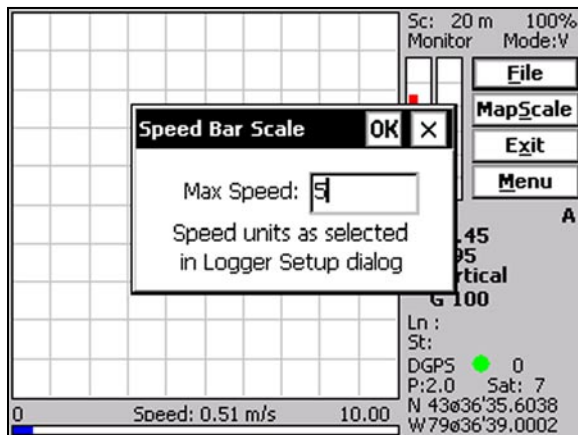 Sc: 20 m 100%
Monitor Mode:V
File
MapScale
Exit
Menu
Speed Bar Scale OK ×
Max Speed: 5
Speed units as selected
in Logger Setup dialog
A
.45
95
rtical
G 100
Ln :
St:
DGPS 0
P:2.0 Sat: 7
N 43ø36'35.6038
W79ø36'39.0002
0 Speed: 0.51 m/s 10.00